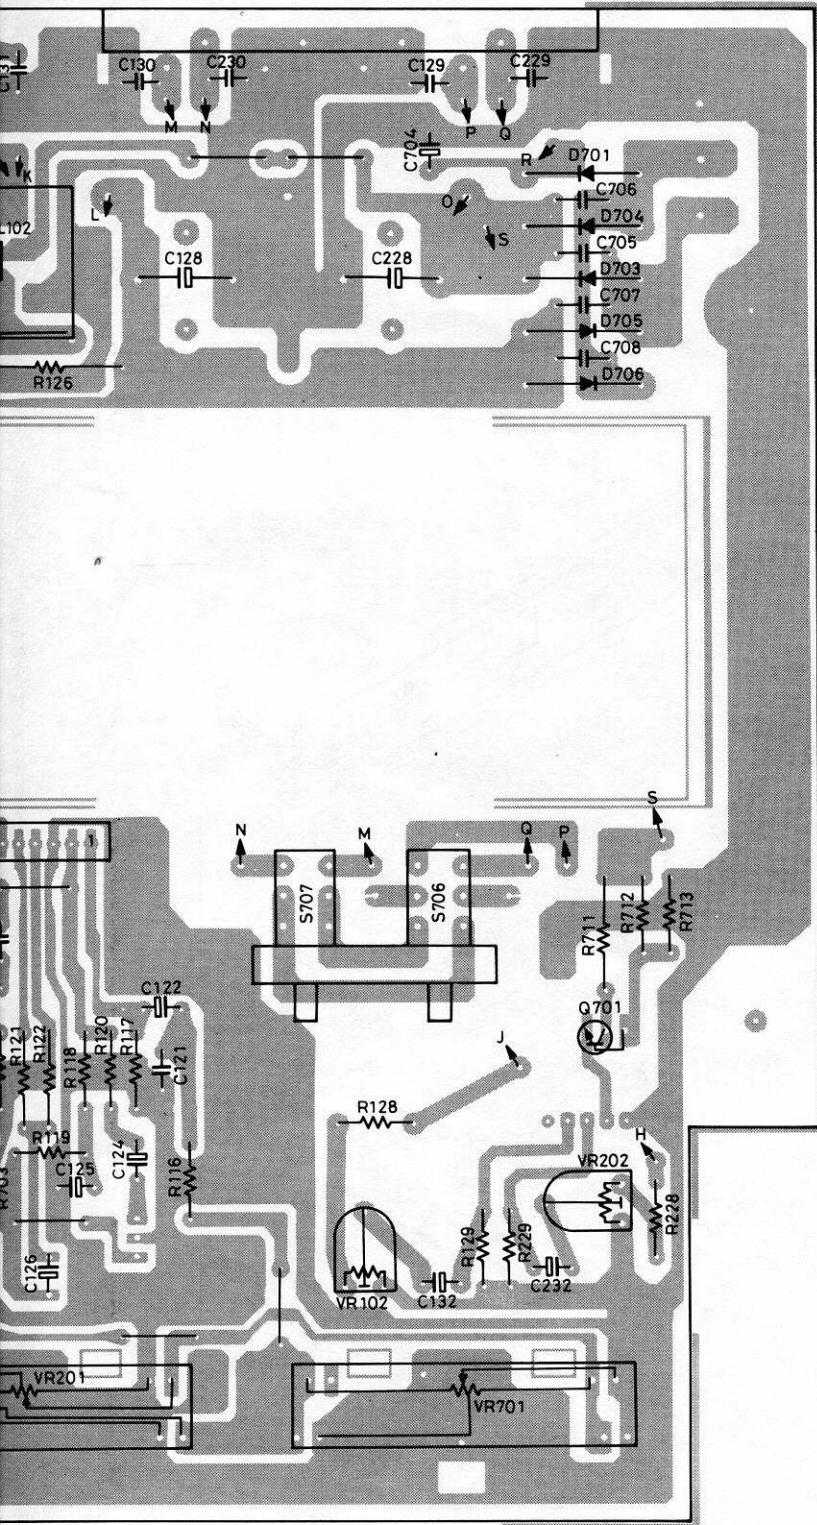 C131
C130
C230
C129
C229
M
N
P
Q
C704
R
D701
K
C706
L
O
L102
D704
S
C705
C128
C228
D703
C707
D705
C708
R126
D706
S
N
M
Q
P
1
S707
S706
R711
R712
R713
C122
Q701
R121
R122
R118
R120
R117
C121
J
R128
R119
C124
H
VR202
R703
C125
R116
R228
R129
R229
C126
VR102
C132
C232
VR201
VR701